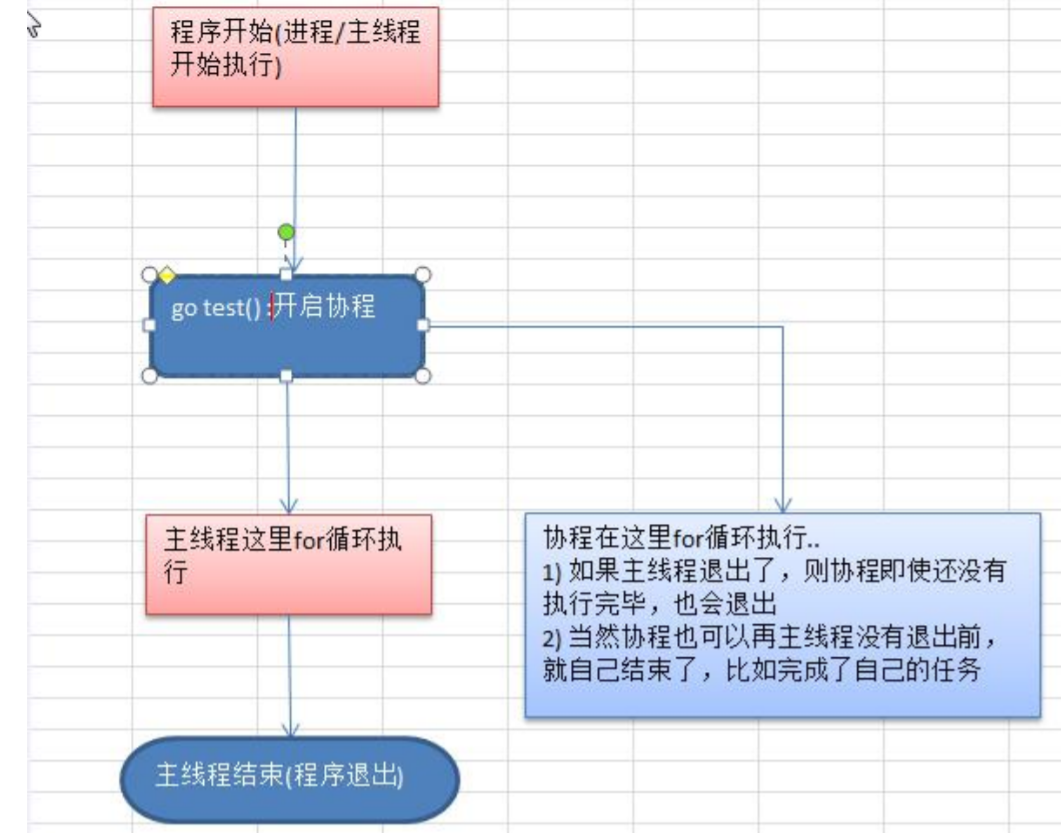 程序开始(进程/主线程
开始执行)
go test() :开启协程
主线程这里for循环执
行
协程在这里for循环执行..
1) 如果主线程退出了，则协程即使还没有
执行完毕，也会退出
2) 当然协程也可以再主线程没有退出前，
就自己结束了，比如完成了自己的任务
主线程结束(程序退出)